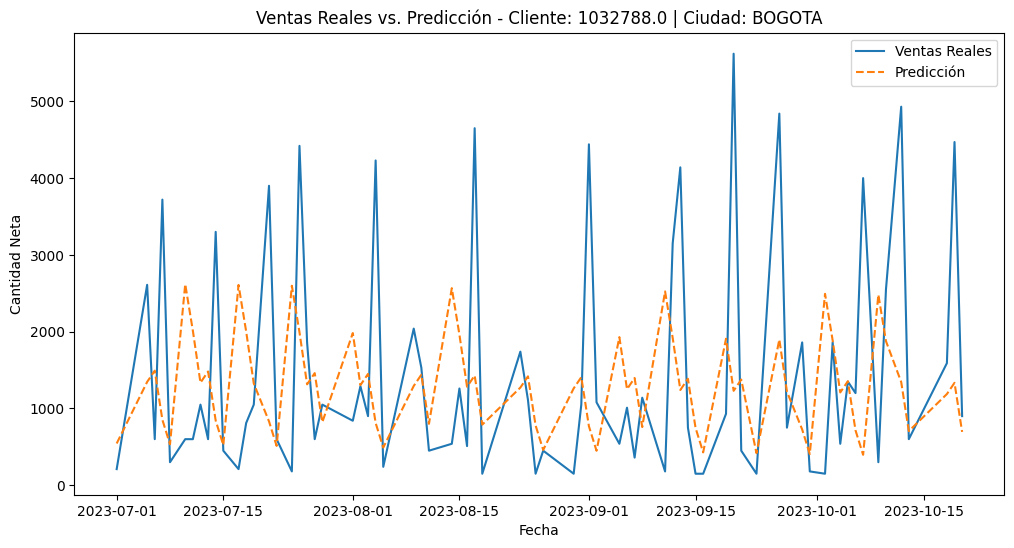 Ventas Reales vs. Predicción - Cliente: 1032788.0 | Ciudad: BOGOTA
Ventas Reales
Predicción
Cantidad Neta
5000
4000
3000
2000
1000
0
2023-07-01
2023-07-15
2023-08-01
2023-08-15
2023-09-01
2023-09-15
2023-10-01
2023-10-15
Fecha